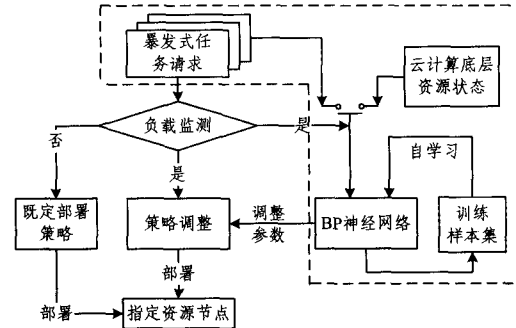 暴发式任
务请求
云计算底层
资源状态
负载监测
是
否
自学习
是
既定部署
策略
策略调整
调整
参数
BP神经网络
训练
样本集
部署
部署
指定资源节点